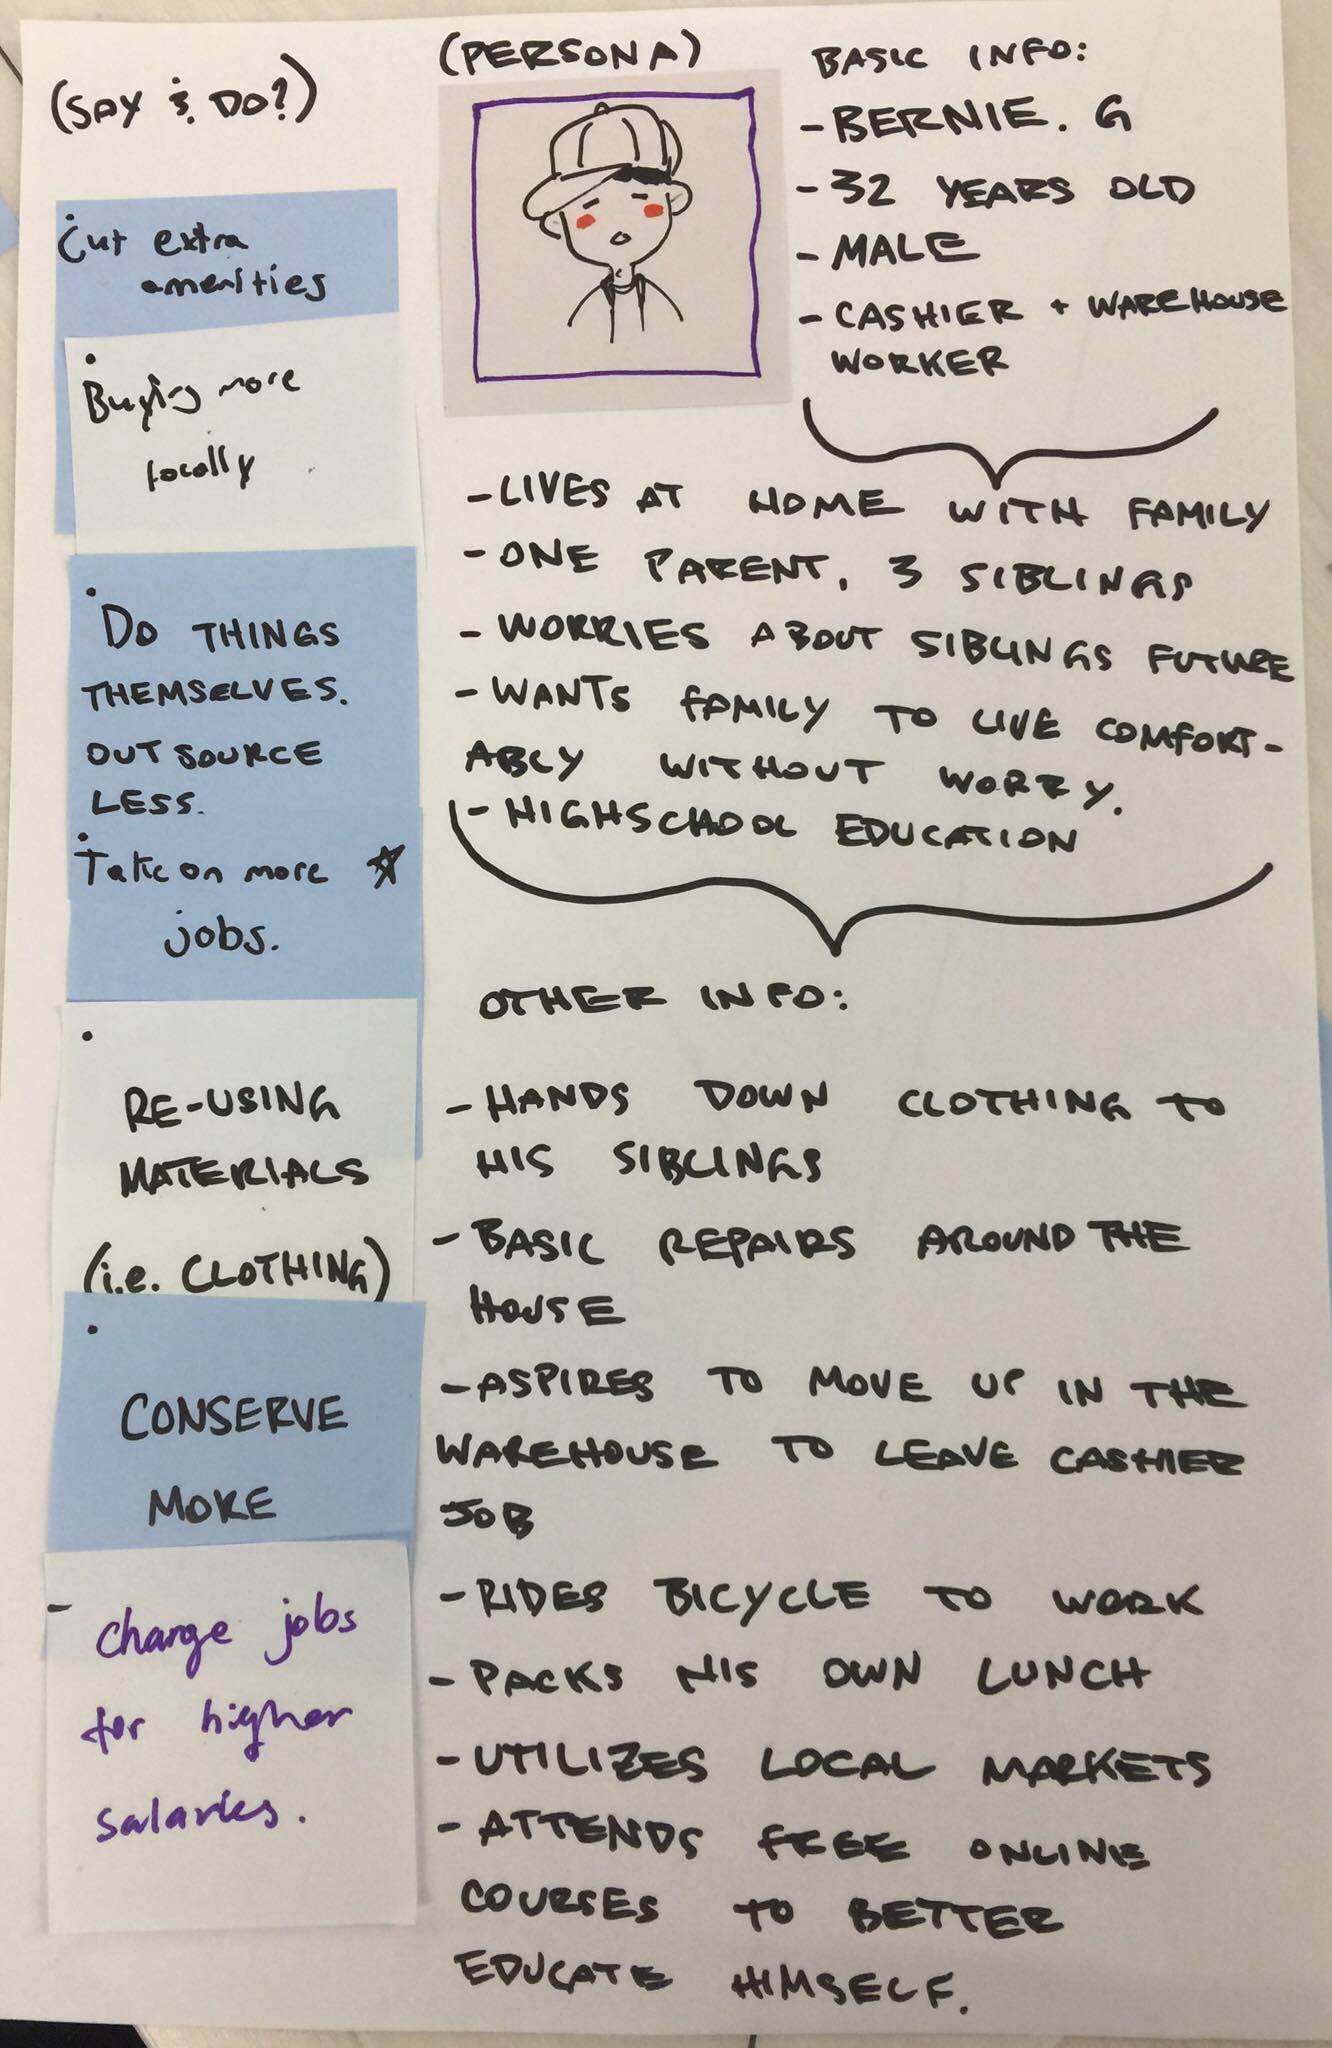 (SAY & DO?)
• Cut extra
amenities
• Buying more
locally
• DO THINGS
THEMSELVES.
OUTSOURCE
LESS.
• Take on more ☆
jobs.
• RE-USING
MATERIALS
(i.e. CLOTHING)
• CONSERVE
MORE
- Change jobs
for higher
salaries.
(PERSONA)
BASIC INFO:
- BERNIE. G
- 32 YEARS OLD
- MALE
- CASHIER + WAREHOUSE
WORKER
- LIVES AT HOME WITH FAMILY
- ONE PARENT, 3 SIBLINGS
- WORRIES ABOUT SIBLINGS FUTURE
- WANTS FAMILY TO LIVE COMFORT-
ABLY WITHOUT WORRY.
- HIGHSCHOOL EDUCATION
OTHER INFO:
- HANDS DOWN CLOTHING TO
HIS SIBLINGS
- BASIC REPAIRS AROUND THE
HOUSE
- ASPIRES TO MOVE UP IN THE
WAREHOUSE TO LEAVE CASHIER
JOB
- RIDES BICYCLE TO WORK
- PACKS HIS OWN LUNCH
- UTILIZES LOCAL MARKETS
- ATTENDS FREE ONLINE
COURSES TO BETTER
EDUCATE HIMSELF.